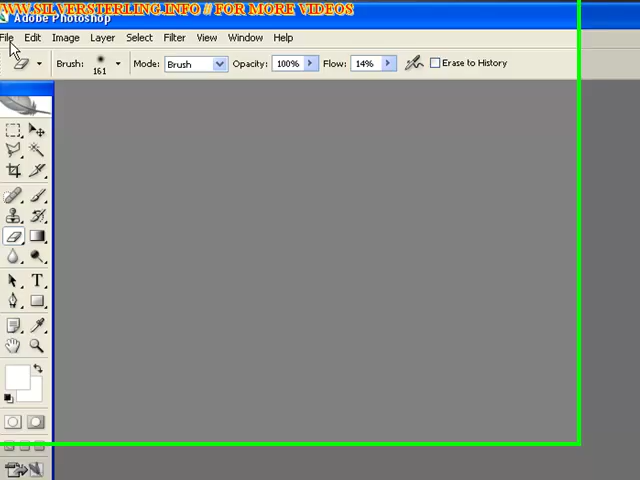 WWW.SILVERSTERLING.INFO // FOR MORE VIDEOS
Adobe Photoshop
File Edit Image Layer Select Filter View Window Help
Brush: 161 Mode: Brush Opacity: 100% Flow: 14% Erase to History
T